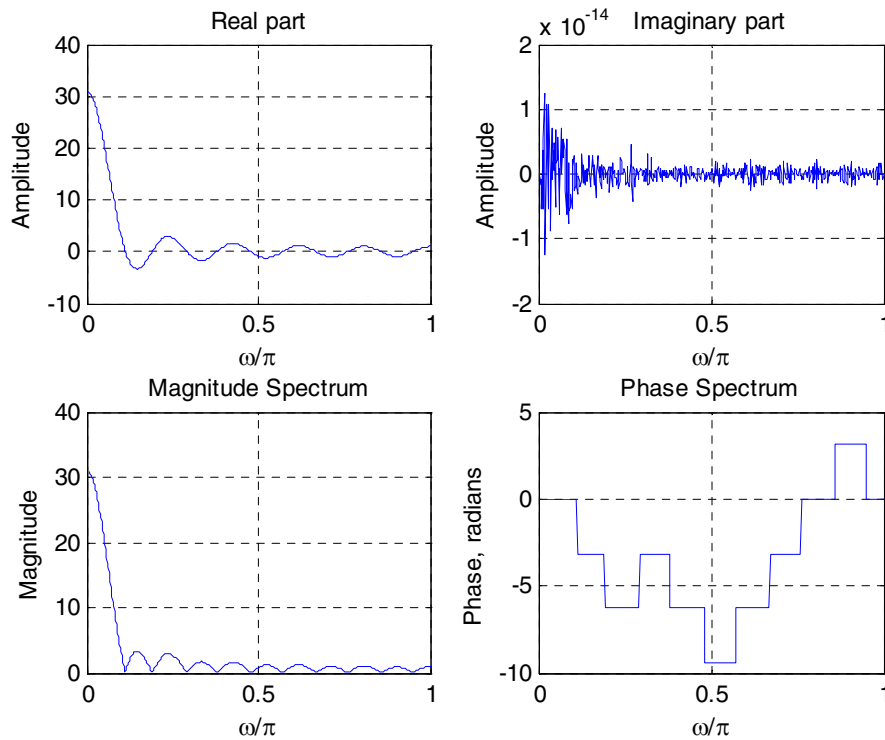 Real part
40
30
20
10
0
-10
Amplitude
0 0.5 1
ω/π
Imaginary part
x 10^-14
2
1
0
-1
-2
Amplitude
0 0.5 1
ω/π
Magnitude Spectrum
40
30
20
10
0
Magnitude
0 0.5 1
ω/π
Phase Spectrum
5
0
-5
-10
Phase, radians
0 0.5 1
ω/π